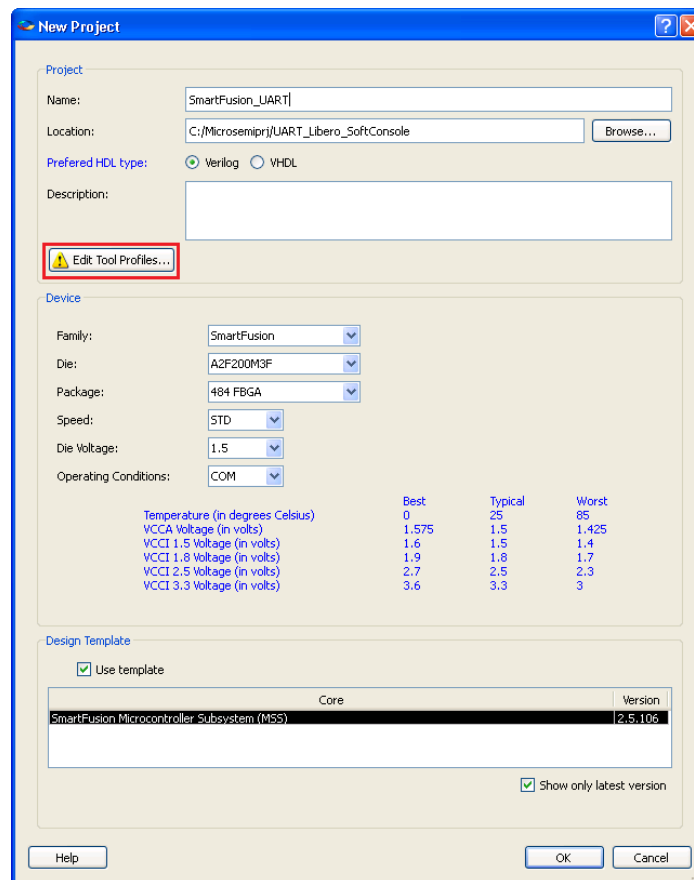 New Project
Project
Name: SmartFusion_UART
Location: C:/Microsemiprj/UART_Libero_SoftConsole Browse...
Prefered HDL type: Verilog VHDL
Description:
Edit Tool Profiles...
Device
Family: SmartFusion
Die: A2F200M3F
Package: 484 FBGA
Speed: STD
Die Voltage: 1.5
Operating Conditions: COM
Best Typical Worst
Temperature (in degrees Celsius) 0 25 85
VCCA Voltage (in volts) 1.575 1.5 1.425
VCCI 1.5 Voltage (in volts) 1.6 1.5 1.4
VCCI 1.8 Voltage (in volts) 1.9 1.8 1.7
VCCI 2.5 Voltage (in volts) 2.7 2.5 2.3
VCCI 3.3 Voltage (in volts) 3.6 3.3 3
Design Template
Use template
Core Version
SmartFusion Microcontroller Subsystem (MSS) 2.5.106
Show only latest version
Help OK Cancel